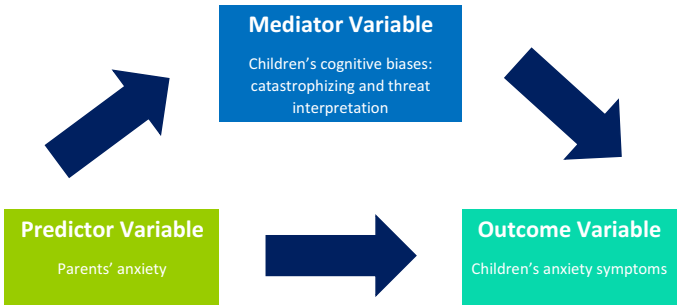 Mediator Variable
Children’s cognitive biases:
catastrophizing and threat
interpretation
Predictor Variable
Parents’ anxiety
Outcome Variable
Children’s anxiety symptoms